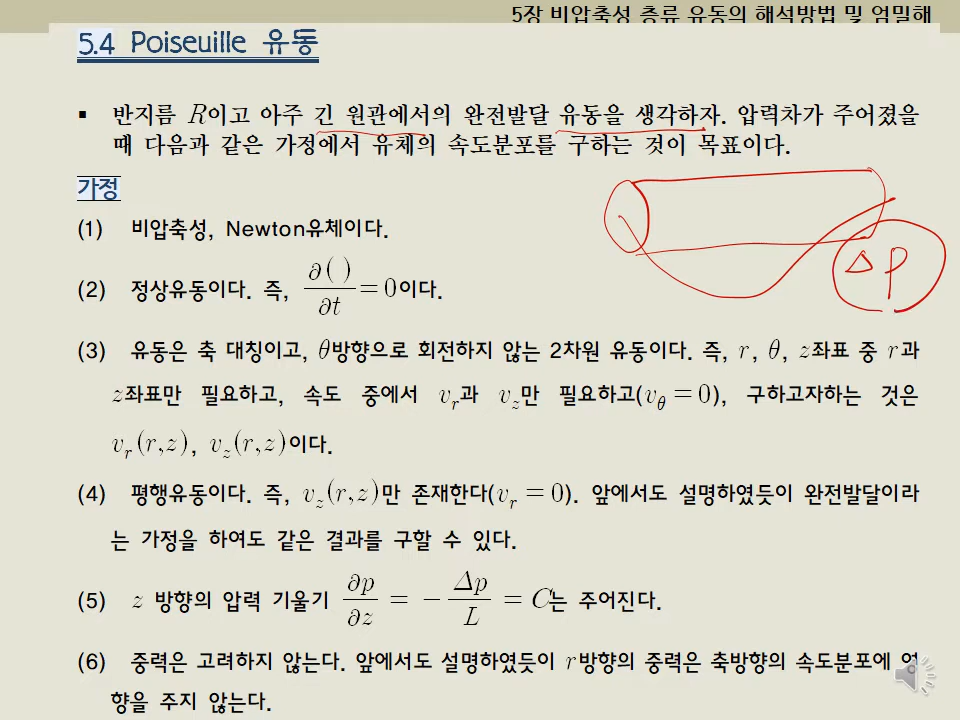 5장 비압축성 층류 유동의 해석방법 및 엄밀해
5.4 Poiseuille 유동
▪ 반지름 R이고 아주 긴 원관에서의 완전발달 유동을 생각하자. 압력차가 주어졌을
때 다음과 같은 가정에서 유체의 속도분포를 구하는 것이 목표이다.
가정
(1) 비압축성, Newton유체이다.
(2) 정상유동이다. 즉, ∂( )/∂t = 0이다.
Δp
(3) 유동은 축 대칭이고, θ방향으로 회전하지 않는 2차원 유동이다. 즉, r, θ, z좌표 중 r과
z좌표만 필요하고, 속도 중에서 v_r과 v_z만 필요하고(v_θ = 0), 구하고자하는 것은
v_r(r,z), v_z(r,z)이다.
(4) 평행유동이다. 즉, v_z(r,z)만 존재한다(v_r = 0). 앞에서도 설명하였듯이 완전발달이라
는 가정을 하여도 같은 결과를 구할 수 있다.
(5) z 방향의 압력 기울기 ∂p/∂z = −Δp/L = C는 주어진다.
(6) 중력은 고려하지 않는다. 앞에서도 설명하였듯이 r방향의 중력은 축방향의 속도분포에 영
향을 주지 않는다.